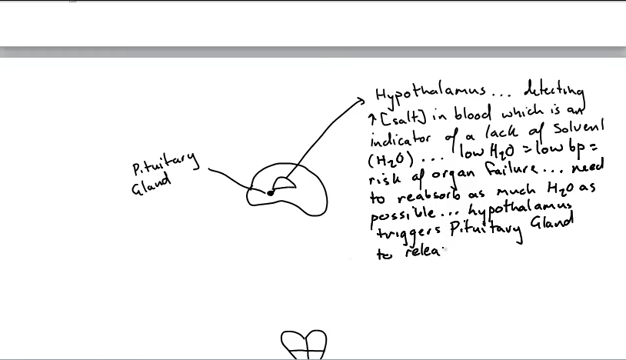 Hypothalamus... detecting
↑[salt] in blood which is an
indicator of a lack of Solvent
(H₂O)... low H₂O = low bp =
risk of organ failure... need
to reabsorb as much H₂O as
possible... hypothalamus
triggers Pituitary Gland
to relea
Pituitary
Gland